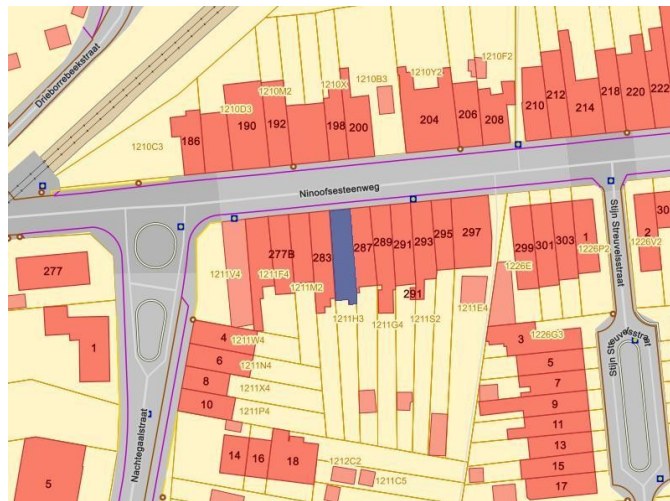 Drieborrebeekstraat
1210C3
186
1210D3
190
1210M2
192
1210X
198
200
1210B3
1210Y2
204
206
1210F2
208
210
212
214
218
220
222
Ninoofsesteenweg
277
1
5
Nachtegaalstraat
1211V4
277B
1211F4
1211M2
283
1211H3
287
289
291
293
295
297
291
1211G4
1211S2
1211E4
1226E
299
301
303
1
1226P2
Stijn Streuvelsstraat
2
30
1226V2
4
1211W4
6
1211N4
8
1211X4
10
1211P4
14
16
18
1212C2
1211C5
3
1226G3
5
7
9
11
13
15
17
Stijn Streuvelsstraat